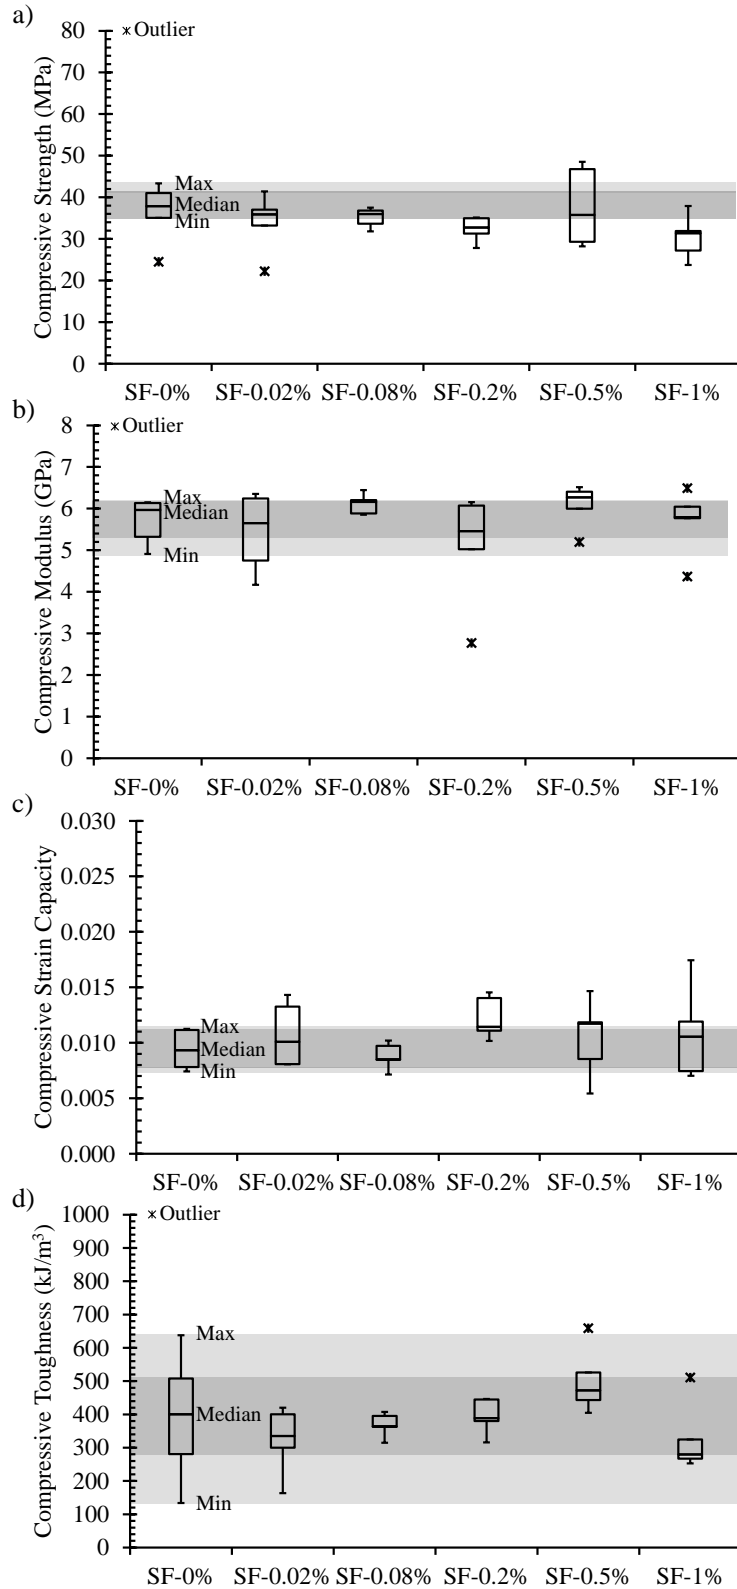 a)
Outlier
80
70
60
50
40
30
20
10
0
Compressive Strength (MPa)
Max
Median
Min
SF-0% SF-0.02% SF-0.08% SF-0.2% SF-0.5% SF-1%
b)
Outlier
8
7
6
5
4
3
2
1
0
Compressive Modulus (GPa)
Max
Median
Min
SF-0% SF-0.02% SF-0.08% SF-0.2% SF-0.5% SF-1%
c)
0.030
0.025
0.020
0.015
0.010
0.005
0.000
Compressive Strain Capacity
Max
Median
Min
SF-0% SF-0.02% SF-0.08% SF-0.2% SF-0.5% SF-1%
d)
Outlier
1000
900
800
700
600
500
400
300
200
100
0
Compressive Toughness (kJ/m³)
Max
Median
Min
SF-0% SF-0.02% SF-0.08% SF-0.2% SF-0.5% SF-1%